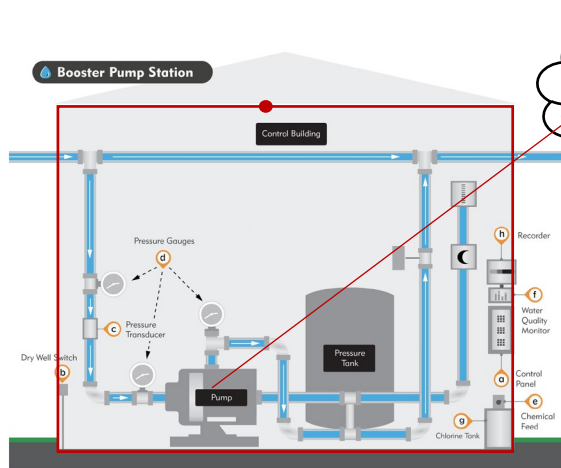 Booster Pump Station
Control Building
Pressure Gauges
d
h
Recorder
f
Water
Quality
Monitor
c
Pressure
Transducer
Dry Well Switch
b
Pressure
Tank
a
Control
Panel
Pump
e
Chemical
Feed
g
Chlorine Tank